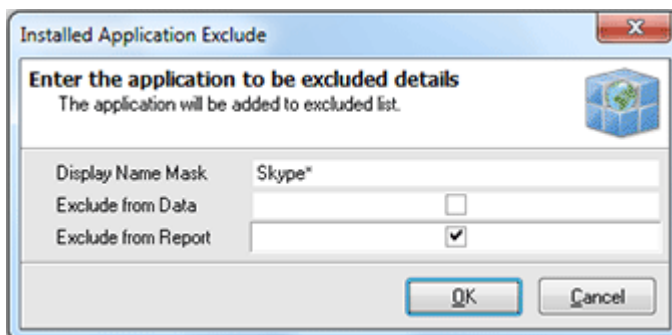 Installed Application Exclude
Enter the application to be excluded details
The application will be added to excluded list.
Display Name Mask Skype*
Exclude from Data
Exclude from Report
OK Cancel